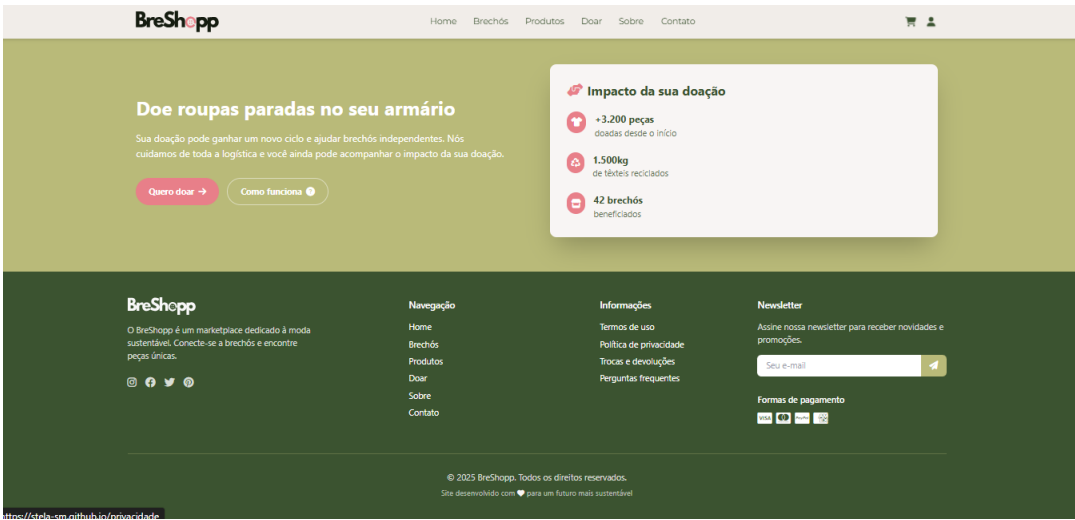 BreShopp
Home Brechós Produtos Doar Sobre Contato
Doe roupas paradas no seu armário
Sua doação pode ganhar um novo ciclo e ajudar brechós independentes. Nós
cuidamos de toda a logística e você ainda pode acompanhar o impacto da sua doação.
Quero doar
Como funciona
Impacto da sua doação
+3.200 peças
doadas desde o início
1.500kg
de têxteis reciclados
42 brechós
beneficiados
BreShopp
O BreShopp é um marketplace dedicado à moda
sustentável. Conecte-se a brechós e encontre
peças únicas.
Navegação
Home
Brechós
Produtos
Doar
Sobre
Contato
Informações
Termos de uso
Política de privacidade
Trocas e devoluções
Perguntas frequentes
Newsletter
Assine nossa newsletter para receber novidades e
promoções.
Seu e-mail
Formas de pagamento
VISA
PayPal
© 2025 BreShopp. Todos os direitos reservados.
Site desenvolvido com para um futuro mais sustentável
https://stela-sm.github.io/privacidade